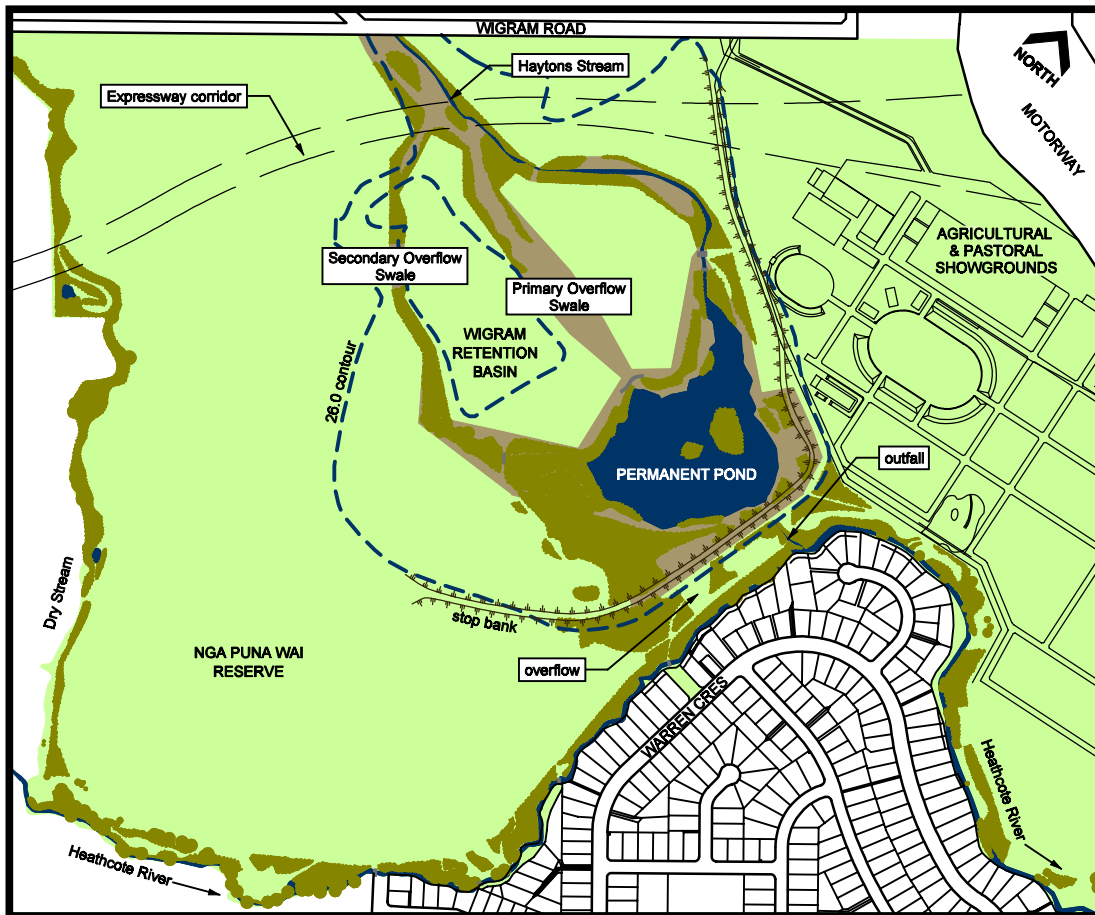 WIGRAM ROAD
Haytons Stream
NORTH
Expressway corridor
MOTORWAY
AGRICULTURAL
& PASTORAL
SHOWGROUNDS
Secondary Overflow
Swale
Primary Overflow
Swale
WIGRAM
RETENTION
BASIN
26.0 contour
outfall
PERMANENT POND
Dry Stream
stop bank
NGA PUNA WAI
RESERVE
overflow
WARREN CRES
Heathcote River
Heathcote River